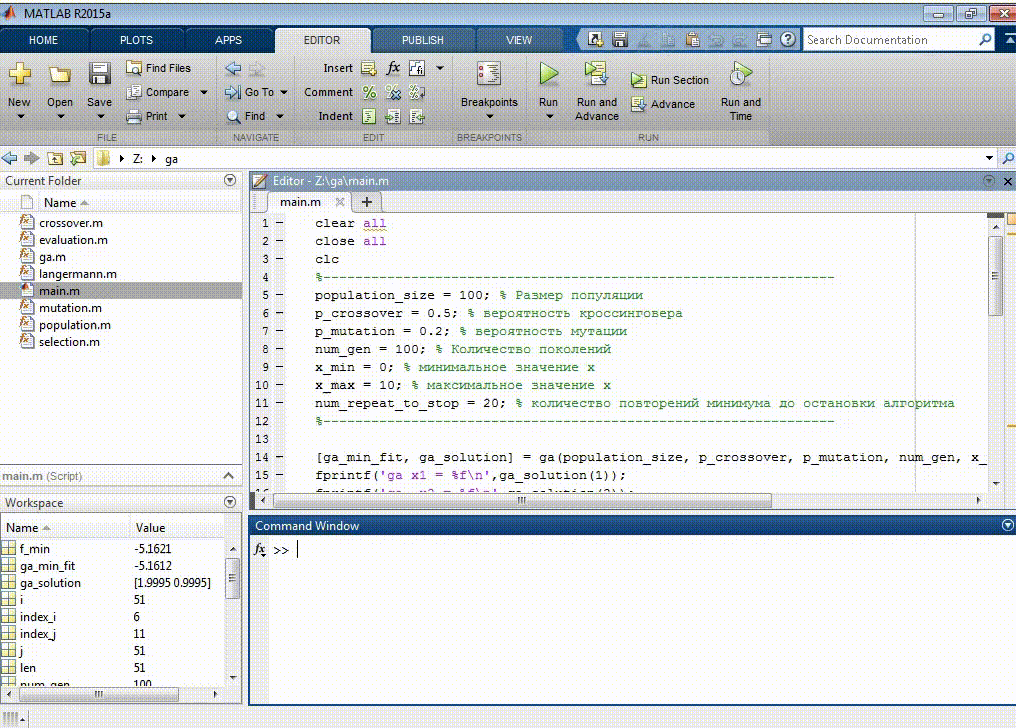 MATLAB R2015a
HOME PLOTS APPS EDITOR PUBLISH VIEW
Search Documentation
New Open Save
Find Files
Compare
Print
FILE
Go To
Find
NAVIGATE
Insert fx
Comment
Indent
EDIT
Breakpoints
BREAKPOINTS
Run
Run and Advance
Run Section
Advance
Run and Time
RUN
Z: ga
Current Folder
Name
crossover.m
evaluation.m
ga.m
langermann.m
main.m
mutation.m
population.m
selection.m
main.m (Script)
Workspace
Name Value
f_min -5.1621
ga_min_fit -5.1612
ga_solution [1.9995 0.9995]
i 51
index_i 6
index_j 11
j 51
len 51
num_gen 100
Editor - Z:\ga\main.m
main.m
1 clear all
2 close all
3 clc
4 %----------------------------------------------------------------
5 population_size = 100; % Размер популяции
6 p_crossover = 0.5; % вероятность кроссинговера
7 p_mutation = 0.2; % вероятность мутации
8 num_gen = 100; % Количество поколений
9 x_min = 0; % минимальное значение x
10 x_max = 10; % максимальное значение x
11 num_repeat_to_stop = 20; % количество повторений минимума до остановки алгоритма
12 %----------------------------------------------------------------
13
14 [ga_min_fit, ga_solution] = ga(population_size, p_crossover, p_mutation, num_gen, x_
15 fprintf('ga x1 = %f\n',ga_solution(1));
Command Window
fx >>